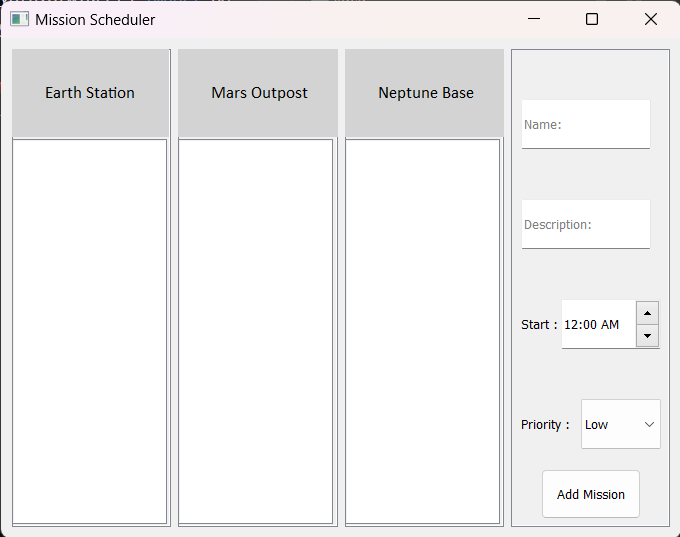 Mission Scheduler
Earth Station
Mars Outpost
Neptune Base
Name:
Description:
Start : 12:00 AM
Priority : Low
Add Mission